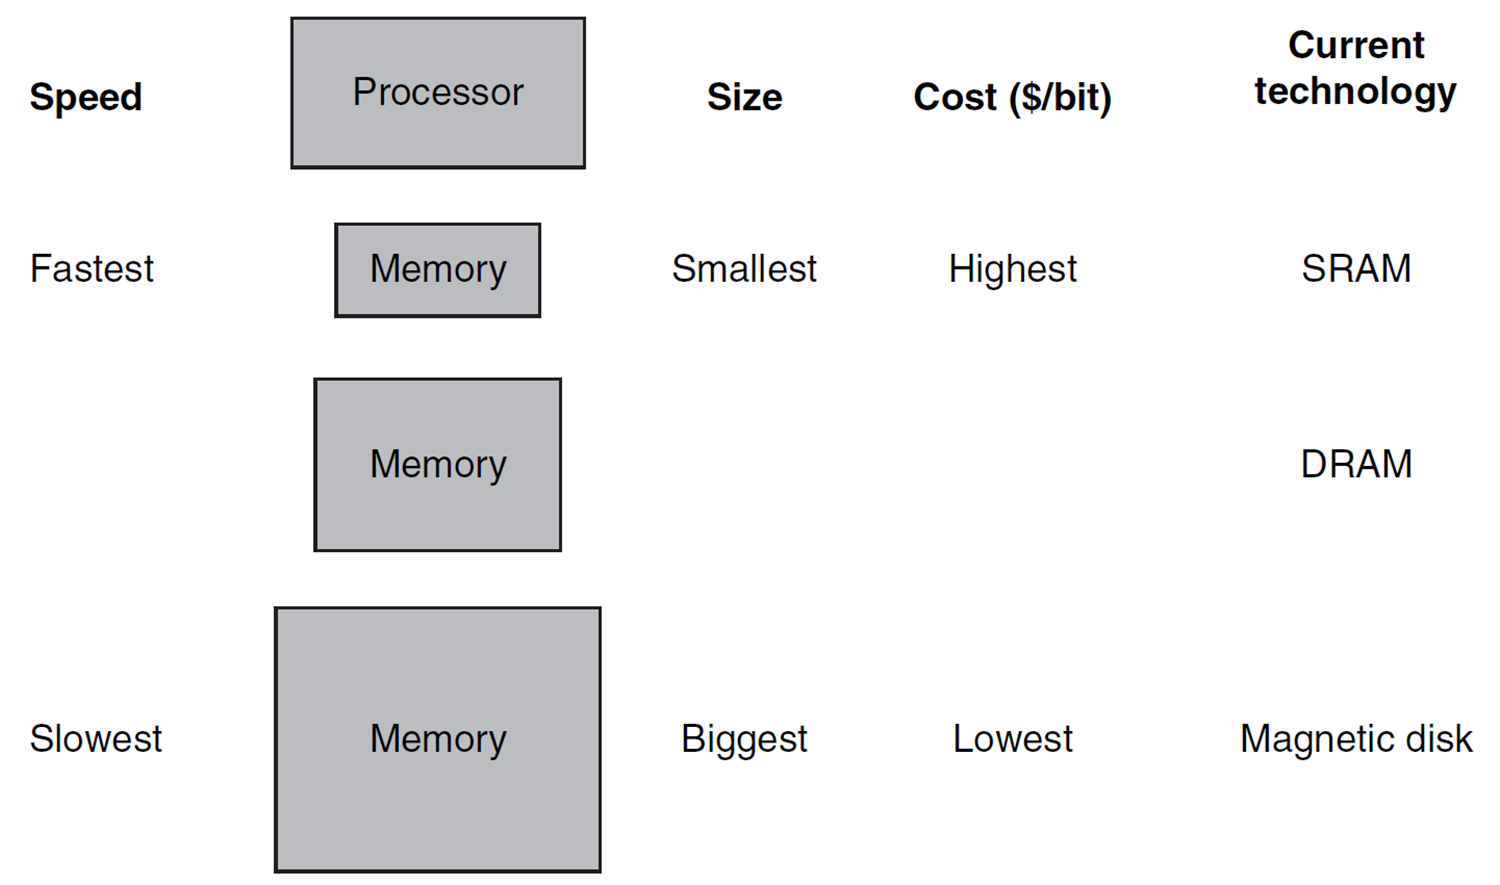 Speed Processor Size Cost ($/bit) Current
technology
Fastest Memory Smallest Highest SRAM
Memory DRAM
Slowest Memory Biggest Lowest Magnetic disk